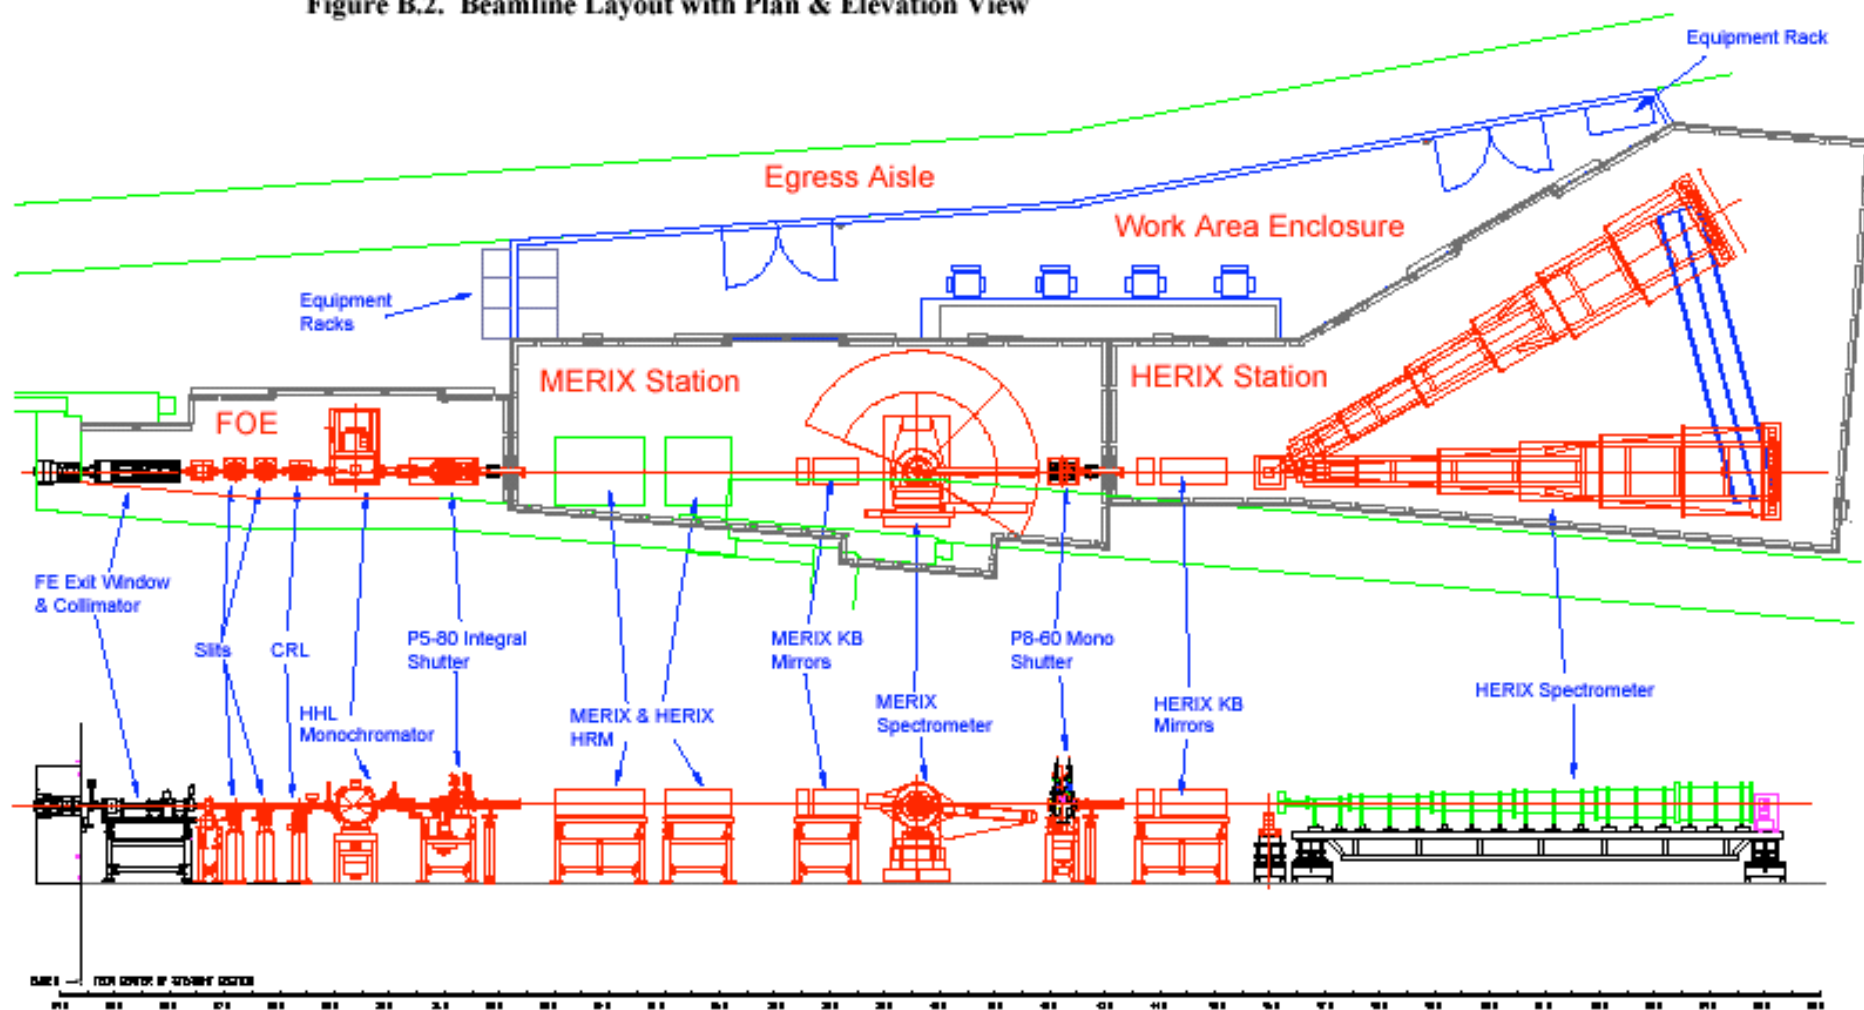 Figure B.2. Beamline Layout with Plan & Elevation View
Equipment Rack
Egress Aisle
Work Area Enclosure
Equipment
Racks
MERIX Station
HERIX Station
FOE
FE Exit Window
& Collimator
Slits
CRL
P5-80 Integral
Shutter
MERIX KB
Mirrors
P8-60 Mono
Shutter
HHL
Monochromator
MERIX & HERIX
HRM
MERIX
Spectrometer
HERIX KB
Mirrors
HERIX Spectrometer